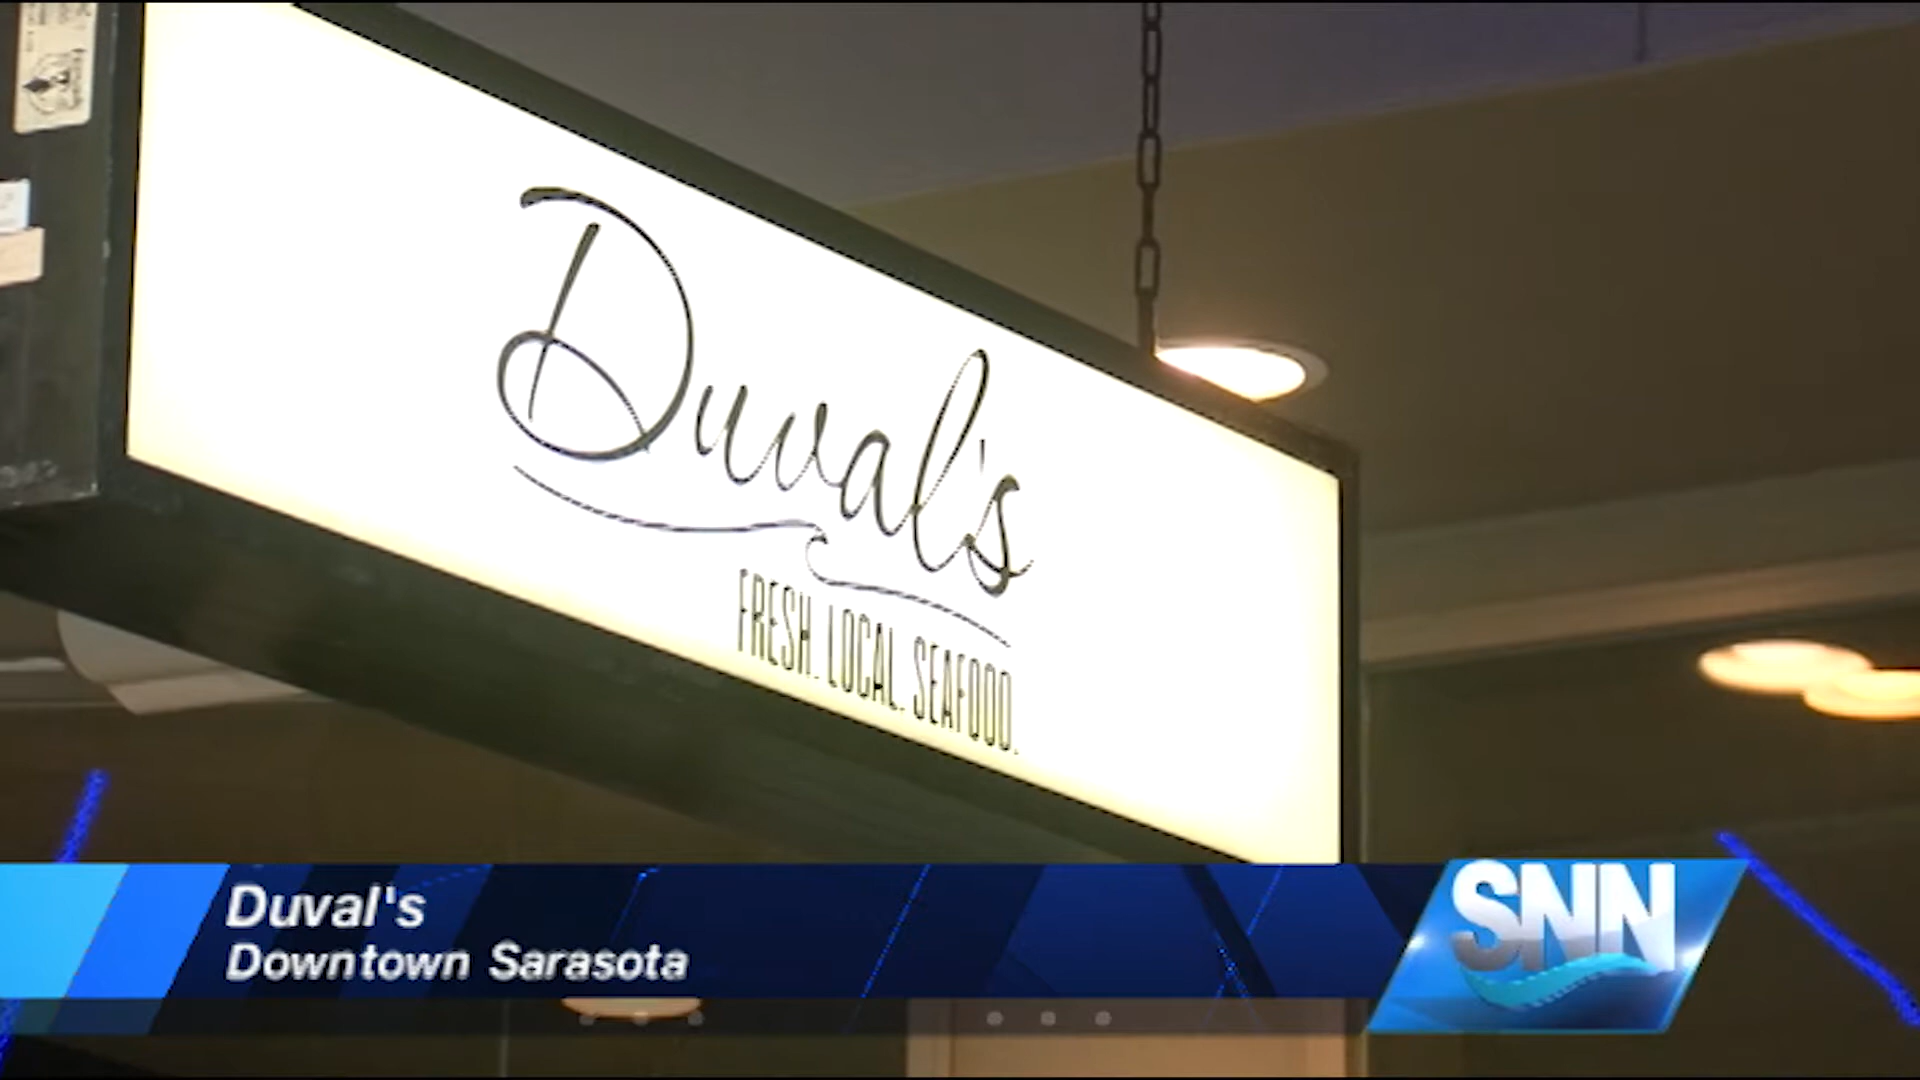 Duval's
FRESH. LOCAL. SEAFOOD.
Duval's
Downtown Sarasota
SNN